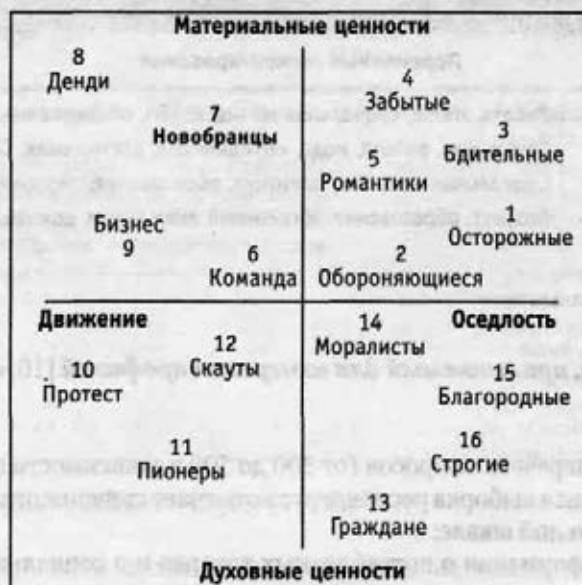 Материальные ценности
8
Денди
4
Забытые
7
Новобранцы
3
Бдительные
5
Романтики
1
Осторожные
Бизнес
9
6
Команда
2
Обороняющиеся
Движение
Оседлость
14
Моралисты
12
Скауты
10
Протест
15
Благородные
11
Пионеры
16
Строгие
13
Граждане
Духовные ценности